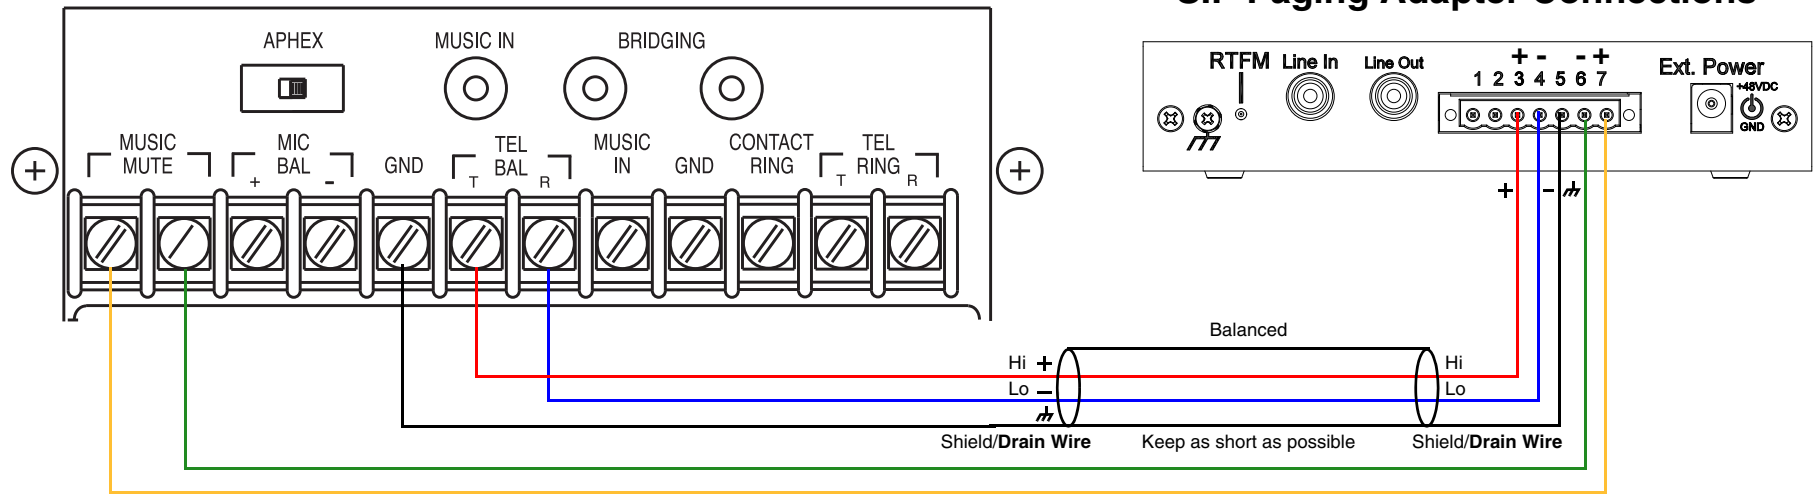 SIP Paging Adapter Connections
APHEX
MUSIC IN
BRIDGING
MUSIC
MUTE
MIC
BAL
+ -
GND
TEL
BAL
T R
MUSIC
IN
GND
CONTACT
RING
TEL
RING
T R
RTFM
Line In
Line Out
+ - - +
1 2 3 4 5 6 7
Ext. Power
+48VDC
GND
+ −
Balanced
Hi +
Lo −
Hi
Lo
Shield/Drain Wire
Keep as short as possible
Shield/Drain Wire